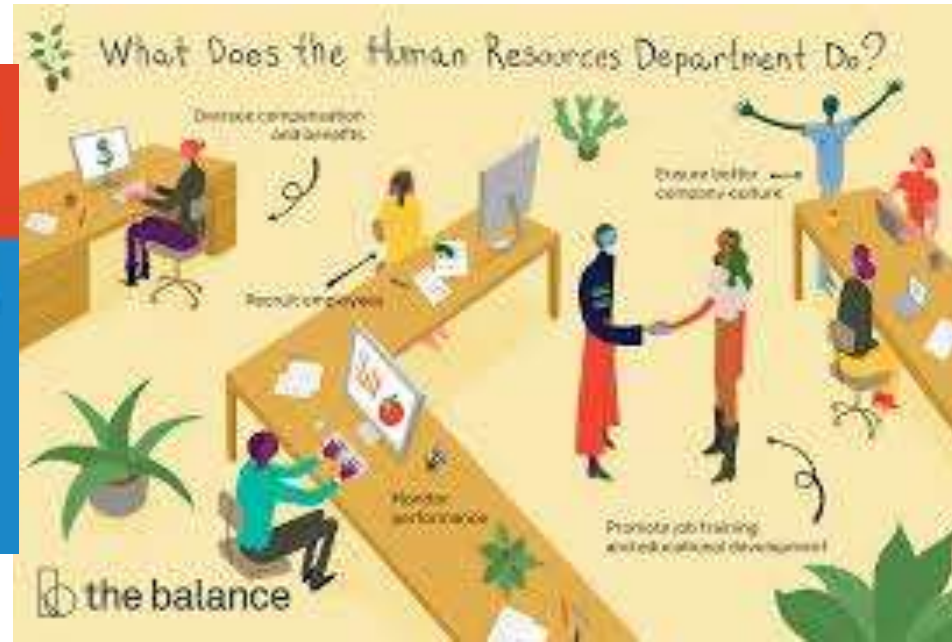 What Does the Human Resources Department Do?
Oversee compensation
and benefits
Ensure better
company culture
Recruit employees
Monitor
performance
Promote job training
and educational development
the balance